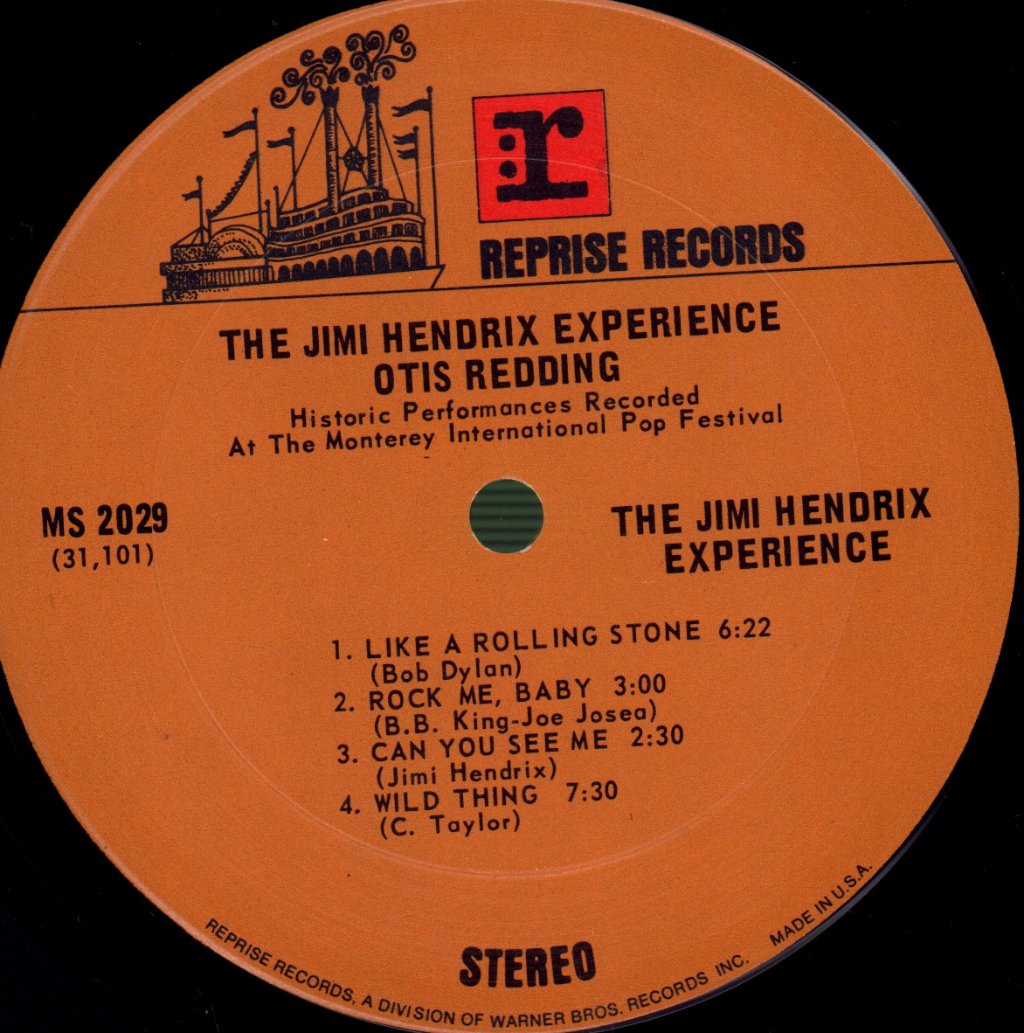 :r
REPRISE RECORDS
THE JIMI HENDRIX EXPERIENCE
OTIS REDDING
Historic Performances Recorded
At The Monterey International Pop Festival
MS 2029
(31,101)
THE JIMI HENDRIX
EXPERIENCE
1. LIKE A ROLLING STONE 6:22
(Bob Dylan)
2. ROCK ME, BABY 3:00
(B.B. King-Joe Josea)
3. CAN YOU SEE ME 2:30
(Jimi Hendrix)
4. WILD THING 7:30
(C. Taylor)
STEREO
REPRISE RECORDS, A DIVISION OF WARNER BROS. RECORDS INC.
MADE IN U.S.A.